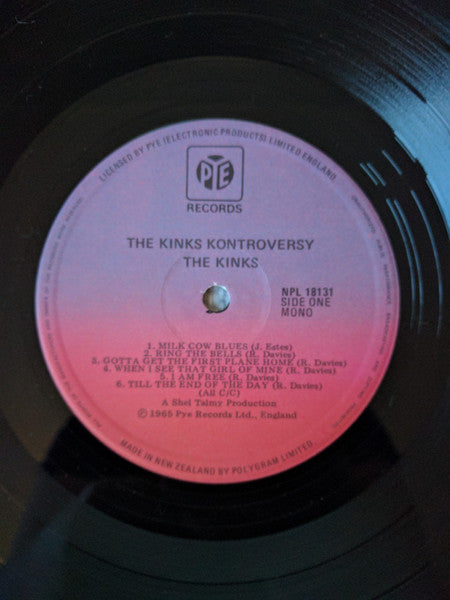 LICENSED BY PYE (ELECTRONIC PRODUCTS) LIMITED ENGLAND
PYE
RECORDS
THE KINKS KONTROVERSY
THE KINKS
NPL 18131
SIDE ONE
MONO
1. MILK COW BLUES (J. Estes)
2. RING THE BELLS (R. Davies)
3. GOTTA GET THE FIRST PLANE HOME (R. Davies)
4. WHEN I SEE THAT GIRL OF MINE (R. Davies)
5. I AM FREE (R. Davies)
6. TILL THE END OF THE DAY (R. Davies)
(All C/C)
A Shel Talmy Production
Ⓟ 1965 Pye Records Ltd., England
MADE IN NEW ZEALAND BY POLYGRAM LIMITED